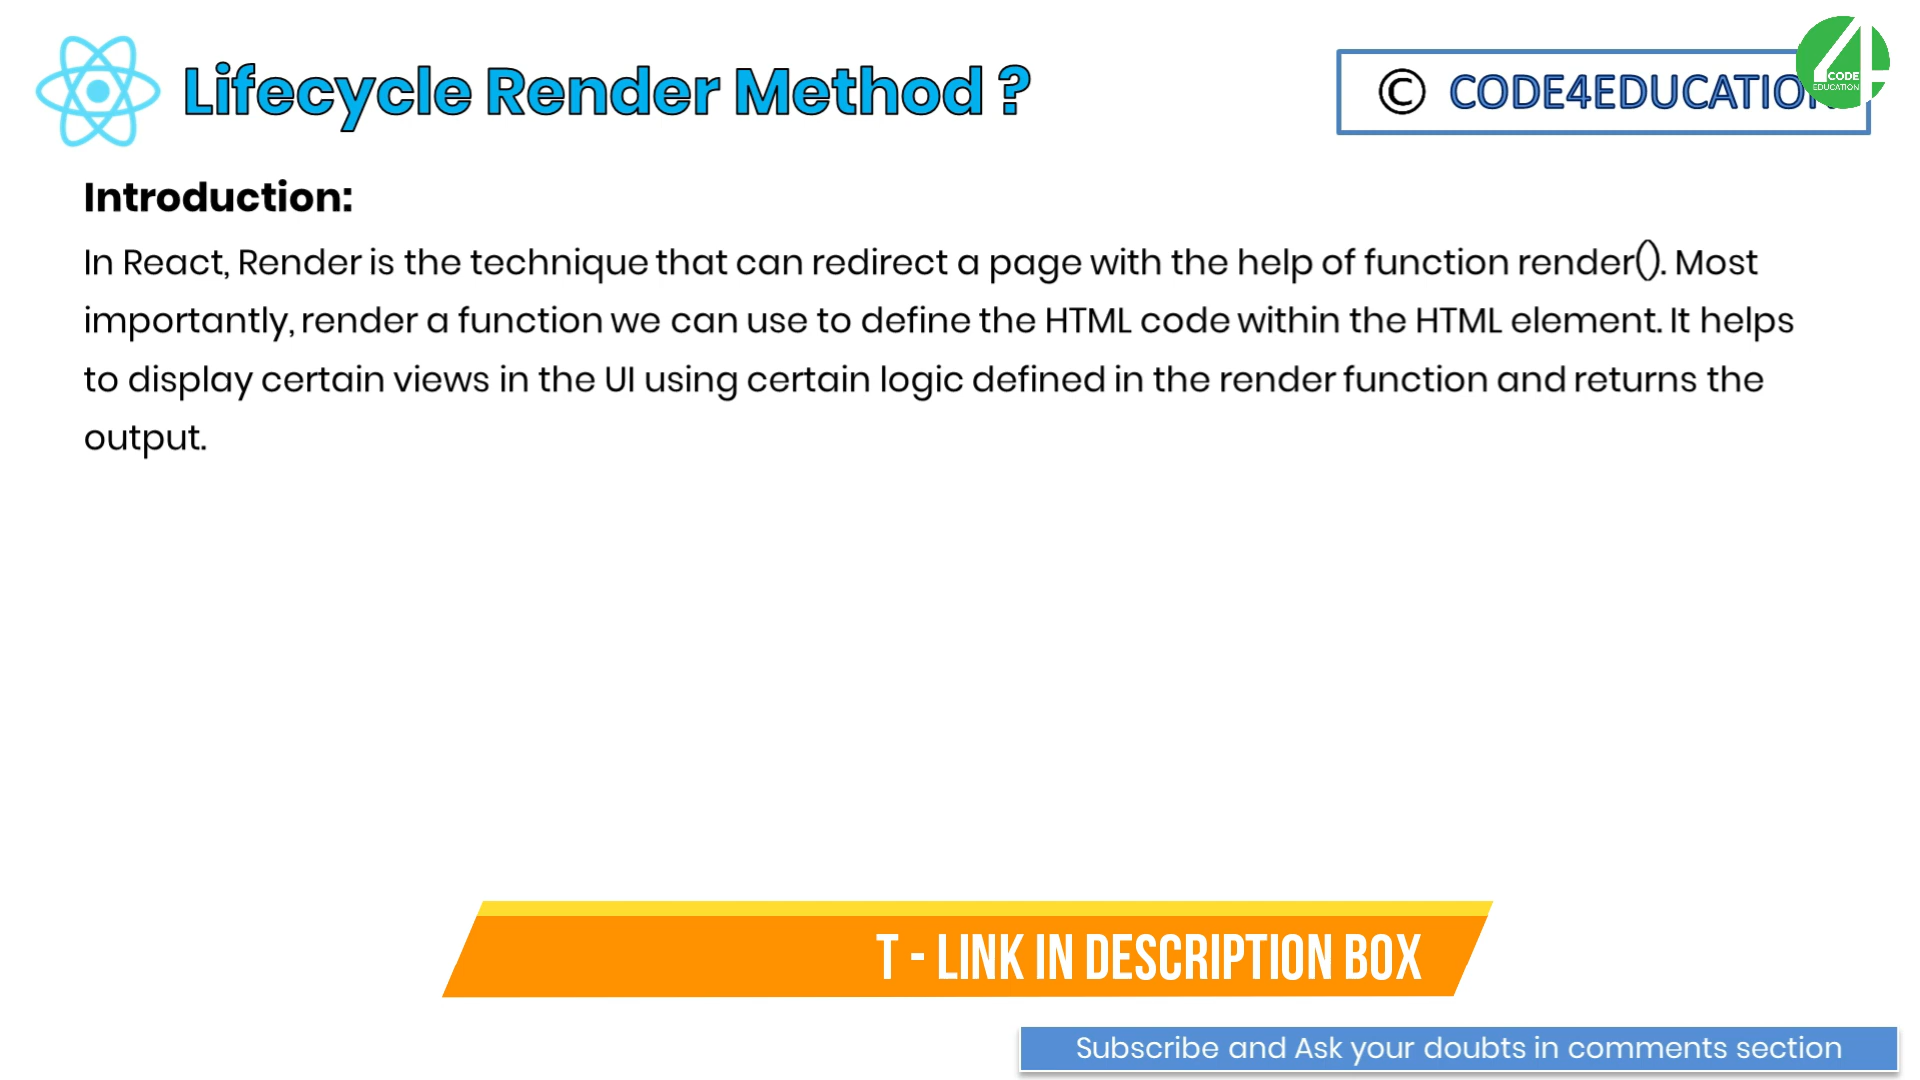 Lifecycle Render Method ?
© CODE4EDUCATIO
CODE
EDUCATION
Introduction:
In React, Render is the technique that can redirect a page with the help of function render(). Most
importantly, render a function we can use to define the HTML code within the HTML element. It helps
to display certain views in the UI using certain logic defined in the render function and returns the
output.
T - LINK IN DESCRIPTION BOX
Subscribe and Ask your doubts in comments section